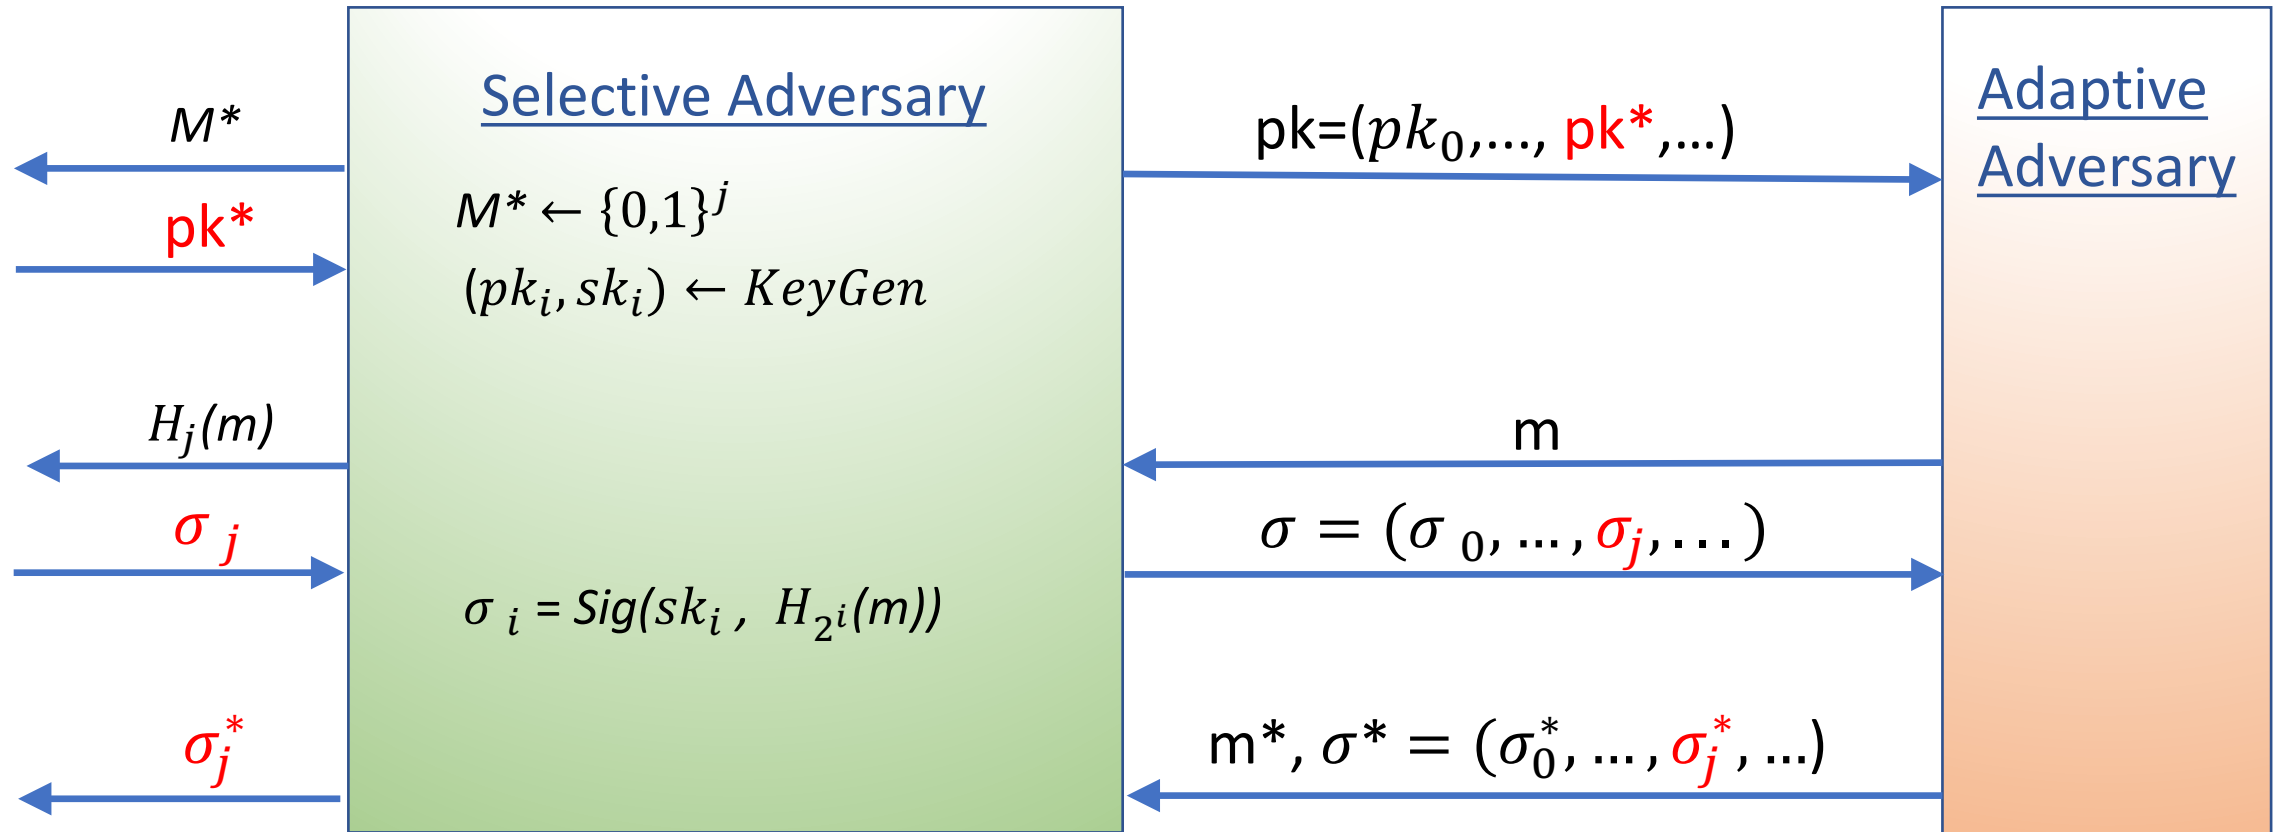 M*
pk*
H_j(m)
σ_j
σ_j^*
Selective Adversary
M* ← {0,1}^j
(pk_i, sk_i) ← KeyGen
σ_i = Sig(sk_i , H_{2^i}(m))
pk=(pk_0,..., pk*,...)
m
σ = (σ_0, ... , σ_j, . . . )
m*, σ* = (σ_0^*, ... , σ_j^*, ...)
Adaptive
Adversary